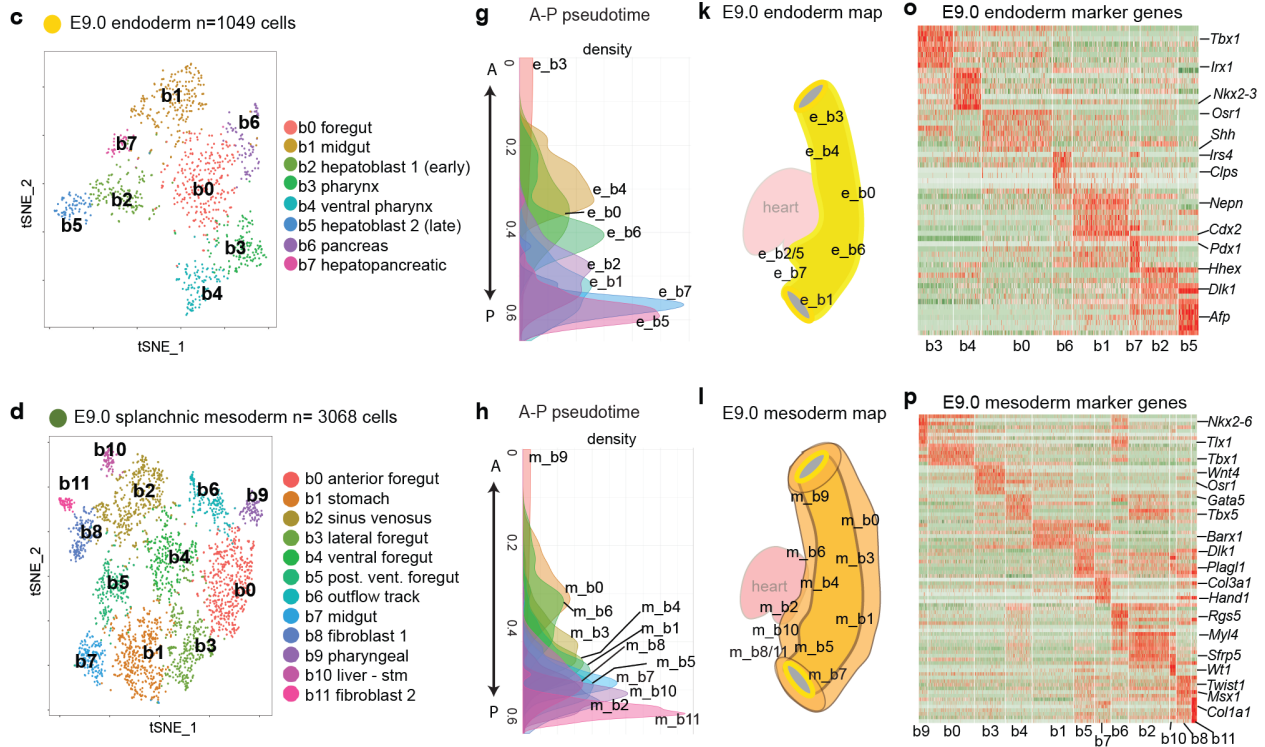 c
E9.0 endoderm n=1049 cells
b1
b6
b7
b0
b2
b5
b3
b4
tSNE_2
tSNE_1
b0 foregut
b1 midgut
b2 hepatoblast 1 (early)
b3 pharynx
b4 ventral pharynx
b5 hepatoblast 2 (late)
b6 pancreas
b7 hepatopancreatic
g
A-P pseudotime
density
A
P
0
0.2
0.4
0.6
e_b3
e_b4
e_b0
e_b6
e_b2
e_b1
e_b7
e_b5
k
E9.0 endoderm map
e_b3
e_b4
e_b0
heart
e_b2/5
e_b6
e_b7
e_b1
o
E9.0 endoderm marker genes
Tbx1
Irx1
Nkx2-3
Osr1
Shh
Irs4
Clps
Nepn
Cdx2
Pdx1
Hhex
Dlk1
Afp
b3 b4 b0 b6 b1 b7 b2 b5
d
E9.0 splanchnic mesoderm n= 3068 cells
b10
b11
b2
b6
b9
b8
b4
b5
b0
b3
b1
b7
tSNE_2
tSNE_1
b0 anterior foregut
b1 stomach
b2 sinus venosus
b3 lateral foregut
b4 ventral foregut
b5 post. vent. foregut
b6 outflow track
b7 midgut
b8 fibroblast 1
b9 pharyngeal
b10 liver - stm
b11 fibroblast 2
h
A-P pseudotime
density
A
P
0
0.2
0.4
0.6
m_b9
m_b0
m_b6
m_b3
m_b4
m_b1
m_b8
m_b5
m_b7
m_b10
m_b2
m_b11
l
E9.0 mesoderm map
m_b9
m_b0
m_b6
m_b3
heart
m_b4
m_b2
m_b1
m_b10
m_b8/11
m_b5
m_b7
p
E9.0 mesoderm marker genes
Nkx2-6
Tlx1
Tbx1
Wnt4
Osr1
Gata5
Tbx5
Barx1
Dlk1
Plagl1
Col3a1
Hand1
Rgs5
Myl4
Sfrp5
Wt1
Twist1
Msx1
Col1a1
b9 b0 b3 b4 b1 b5 b7 b6 b2 b10 b8 b11